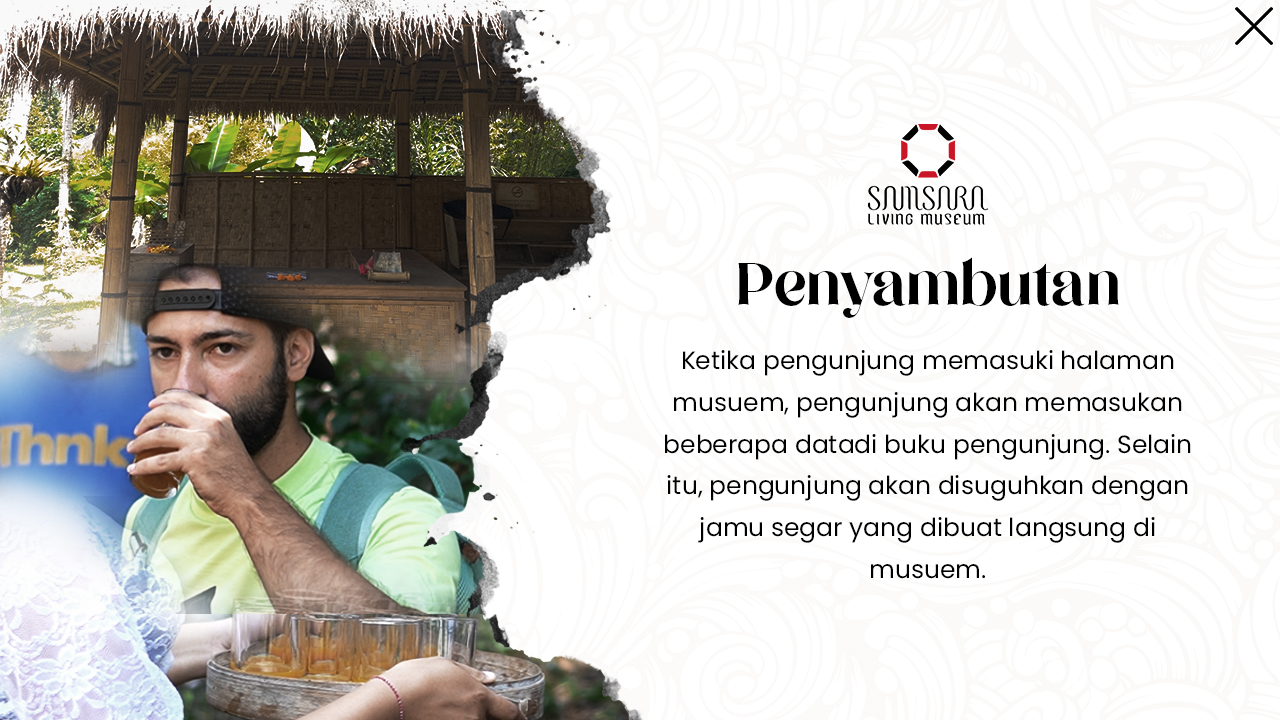 Thnk
SAMSARA
LIVING MUSEUM
Penyambutan
Ketika pengunjung memasuki halaman
musuem, pengunjung akan memasukan
beberapa datadi buku pengunjung. Selain
itu, pengunjung akan disuguhkan dengan
jamu segar yang dibuat langsung di
musuem.